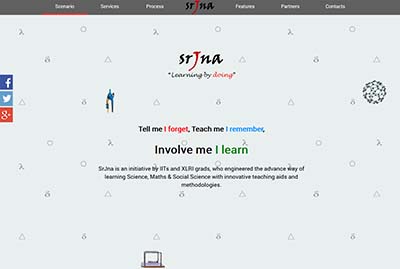 Scenario Services Process srJna Features Partners Contacts
srJna
"Learning by doing"
Tell me I forget, Teach me I remember,
Involve me I learn
SrJna is an initiative by IITs and XLRI grads, who engineered the advance way of
learning Science, Maths & Social Science with innovative teaching aids and
methodologies.